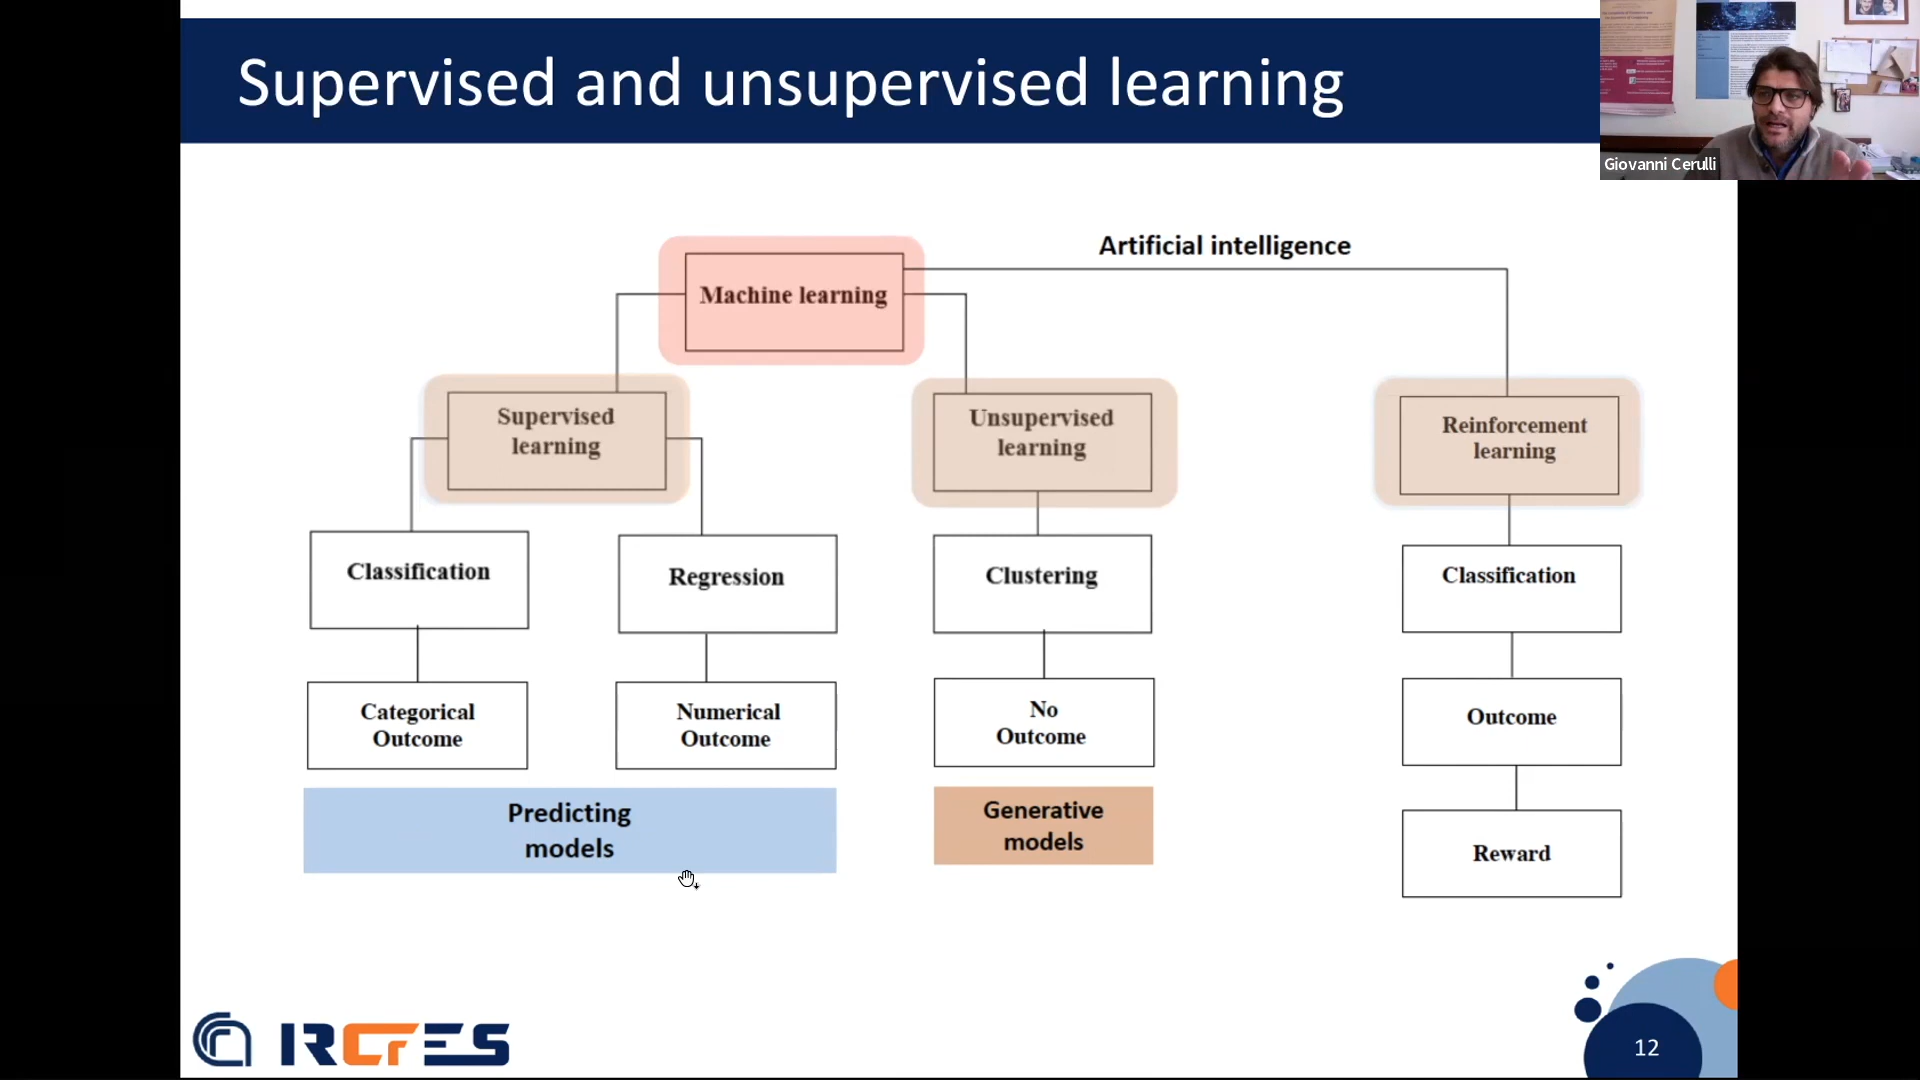 Supervised and unsupervised learning
Giovanni Cerulli
Artificial intelligence
Machine learning
Supervised
learning
Unsupervised
learning
Reinforcement
learning
Classification
Regression
Clustering
Classification
Categorical
Outcome
Numerical
Outcome
No
Outcome
Outcome
Predicting
models
Generative
models
Reward
IRCrES
12